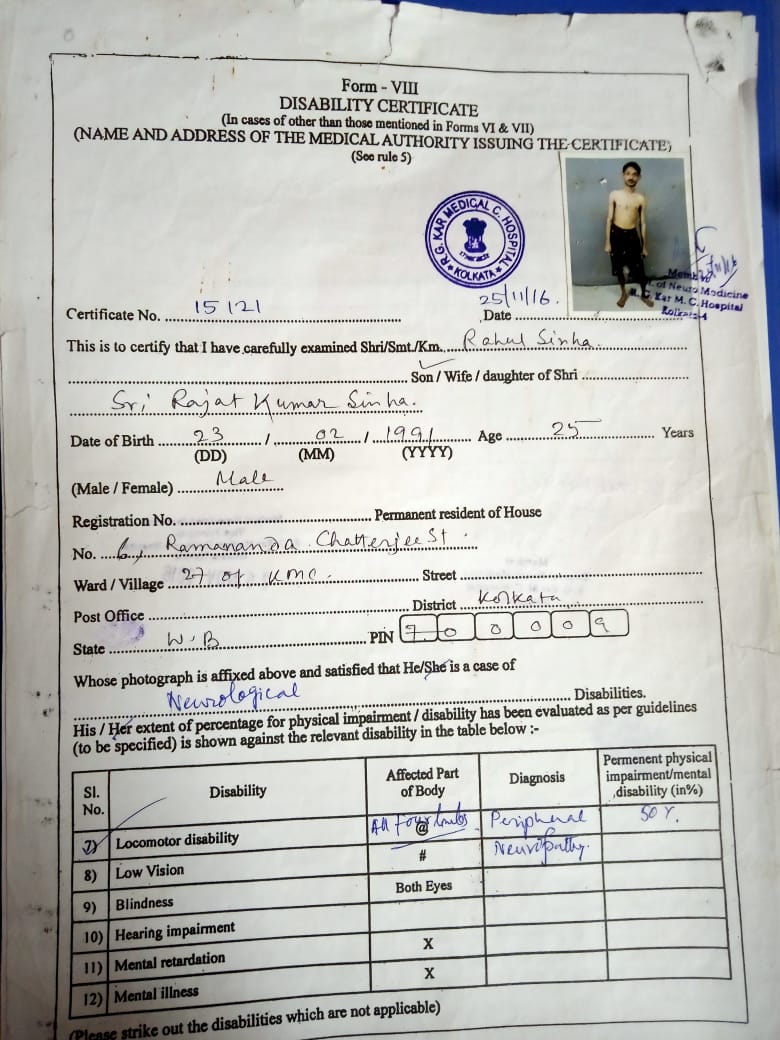 Form - VIII
DISABILITY CERTIFICATE
(In cases of other than those mentioned in Forms VI & VII)
(NAME AND ADDRESS OF THE MEDICAL AUTHORITY ISSUING THE CERTIFICATE)
(See rule 5)
R. G. KAR MEDICAL C. HOSPITAL
KOLKATA
Member
of Neuro Medicine
R. G. Kar M. C. Hospital
Kolkata-4
Certificate No. 15121 25/11/16. Date
This is to certify that I have carefully examined Shri/Smt./Km. Rahul Sinha.
Son / Wife / daughter of Shri
Sri Rajat Kumar Sinha.
Date of Birth 23 / 02 / 1991 Age 25 Years
(DD) (MM) (YYYY)
(Male / Female) Male
Registration No. Permanent resident of House
No. 6, Ramananda Chatterjee St.
Ward / Village 27 of KMC. Street
Post Office District Kolkata
State W.B PIN 7 0 0 0 0 9
Whose photograph is affixed above and satisfied that He/She is a case of
Neurological Disabilities.
His / Her extent of percentage for physical impairment / disability has been evaluated as per guidelines
(to be specified) is shown against the relevant disability in the table below :-
Sl. No. Disability Affected Part of Body Diagnosis Permenent physical impairment/mental disability (in%)
7) Locomotor disability All four limbs @ Peripheral Neuropathy. 50 %.
8) Low Vision #
9) Blindness Both Eyes
10) Hearing impairment
11) Mental retardation X
12) Mental illness X
(Please strike out the disabilities which are not applicable)